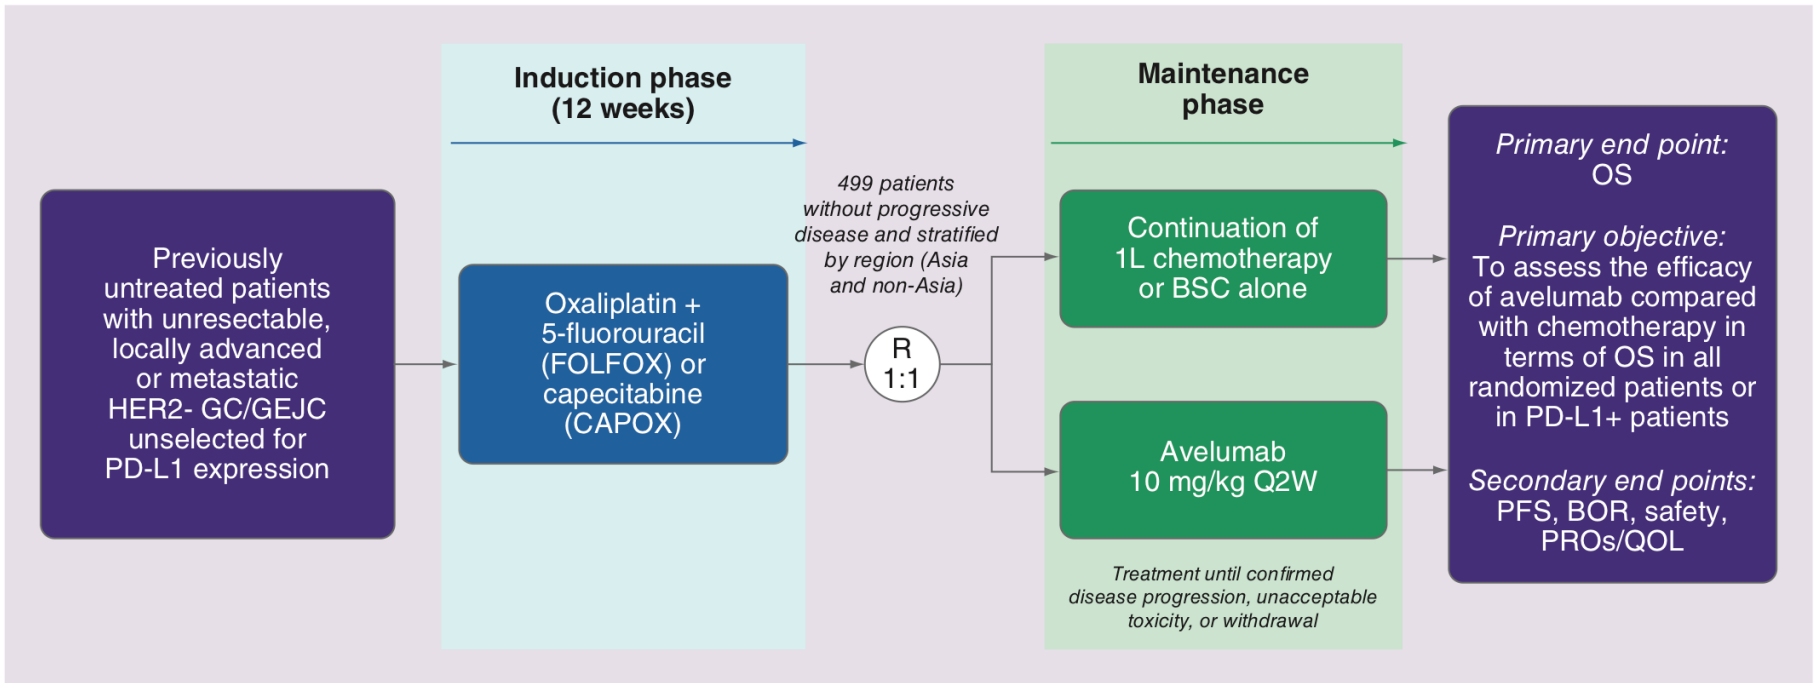 Previously
untreated patients
with unresectable,
locally advanced
or metastatic
HER2- GC/GEJC
unselected for
PD-L1 expression
Induction phase
(12 weeks)
Oxaliplatin +
5-fluorouracil
(FOLFOX) or
capecitabine
(CAPOX)
499 patients
without progressive
disease and stratified
by region (Asia
and non-Asia)
R
1:1
Maintenance
phase
Continuation of
1L chemotherapy
or BSC alone
Avelumab
10 mg/kg Q2W
Treatment until confirmed
disease progression, unacceptable
toxicity, or withdrawal
Primary end point:
OS
Primary objective:
To assess the efficacy
of avelumab compared
with chemotherapy in
terms of OS in all
randomized patients or
in PD-L1+ patients
Secondary end points:
PFS, BOR, safety,
PROs/QOL